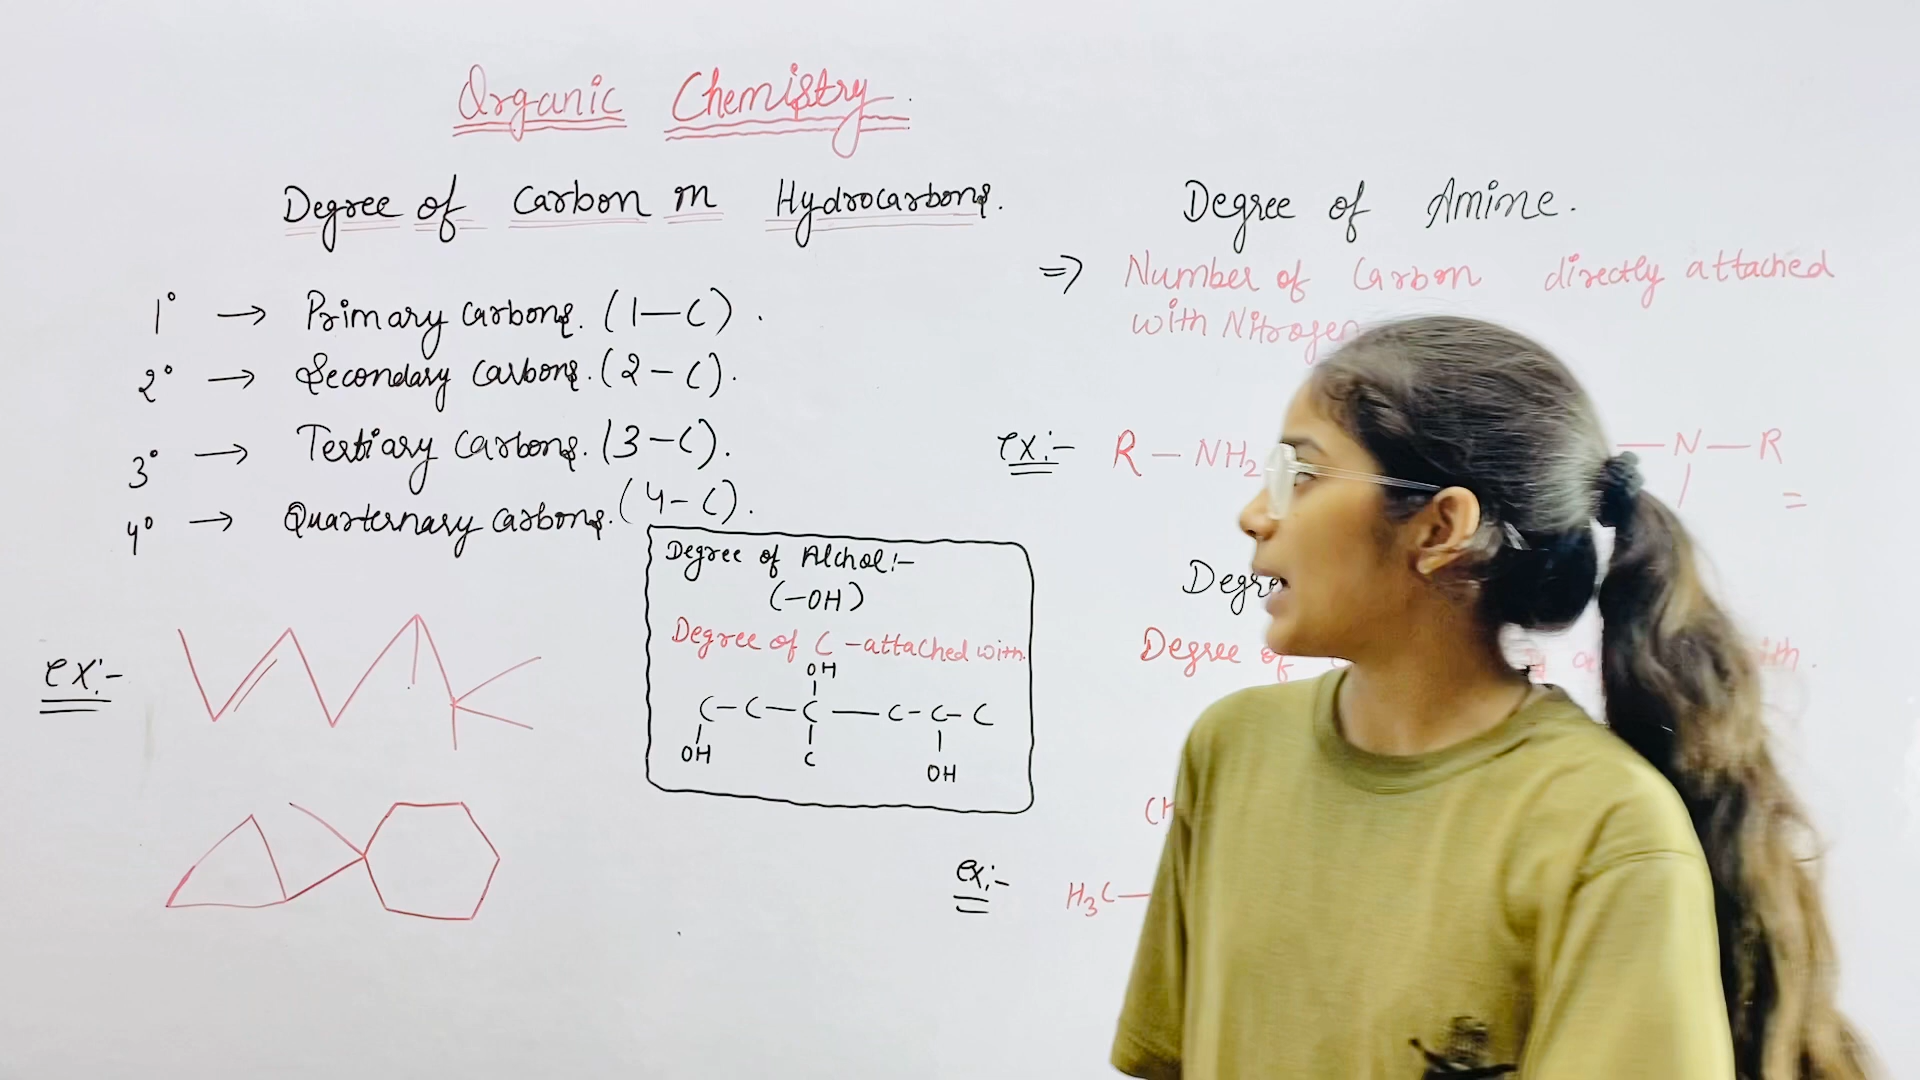 Organic Chemistry.
Degree of Carbon in Hydrocarbons.
1° → Primary Carbons. (1-C).
2° → Secondary Carbons. (2-C).
3° → Tertiary Carbons. (3-C).
4° → Quarternary Carbons. (4-C).
ex:-
Degree of Alchol:-
(-OH)
Degree of C -attached with
OH
C-C-C-C-C-C
OH C OH
Degree of Amine.
⇒ Number of Carbon directly attached
with Nitrogen
ex:- R-NH2 -N-R
=
Degree of
ex:-
H3C-